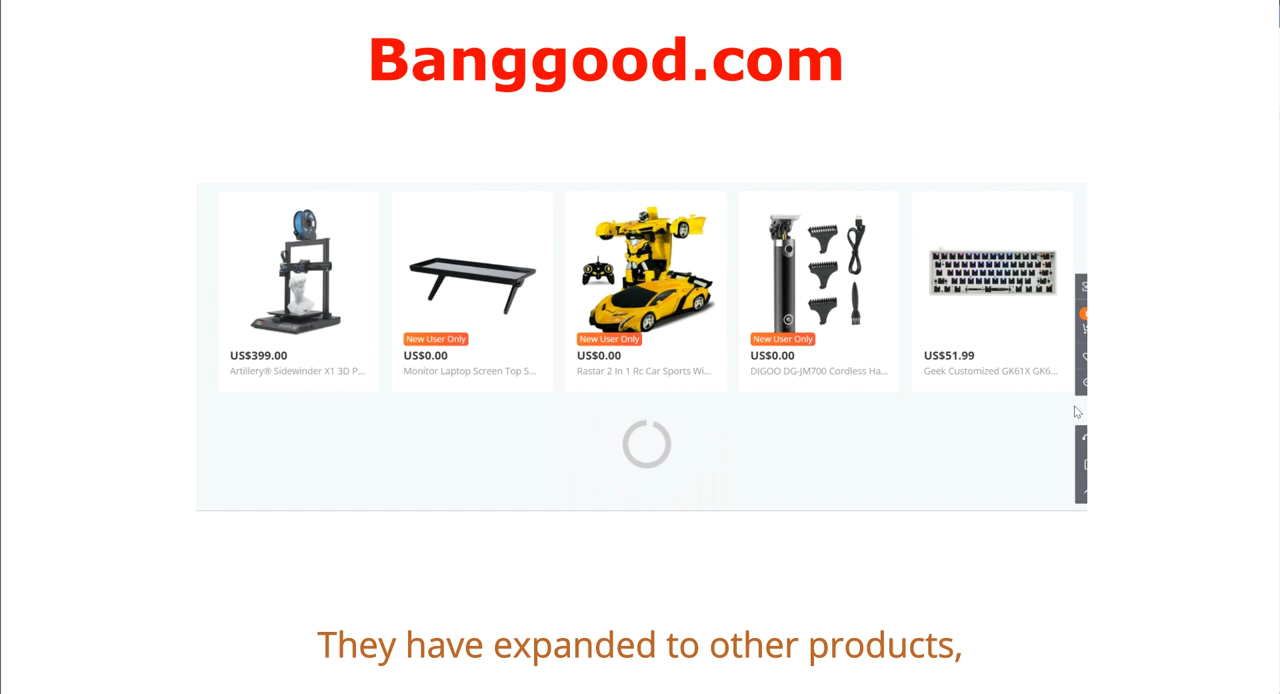 Banggood.com
New User Only
New User Only
New User Only
US$399.00
US$0.00
US$0.00
US$0.00
US$51.99
Artillery® Sidewinder X1 3D P...
Monitor Laptop Screen Top S...
Rastar 2 In 1 Rc Car Sports Wi...
DIGOO DG-JM700 Cordless Ha...
Geek Customized GK61X GK6...
They have expanded to other products,